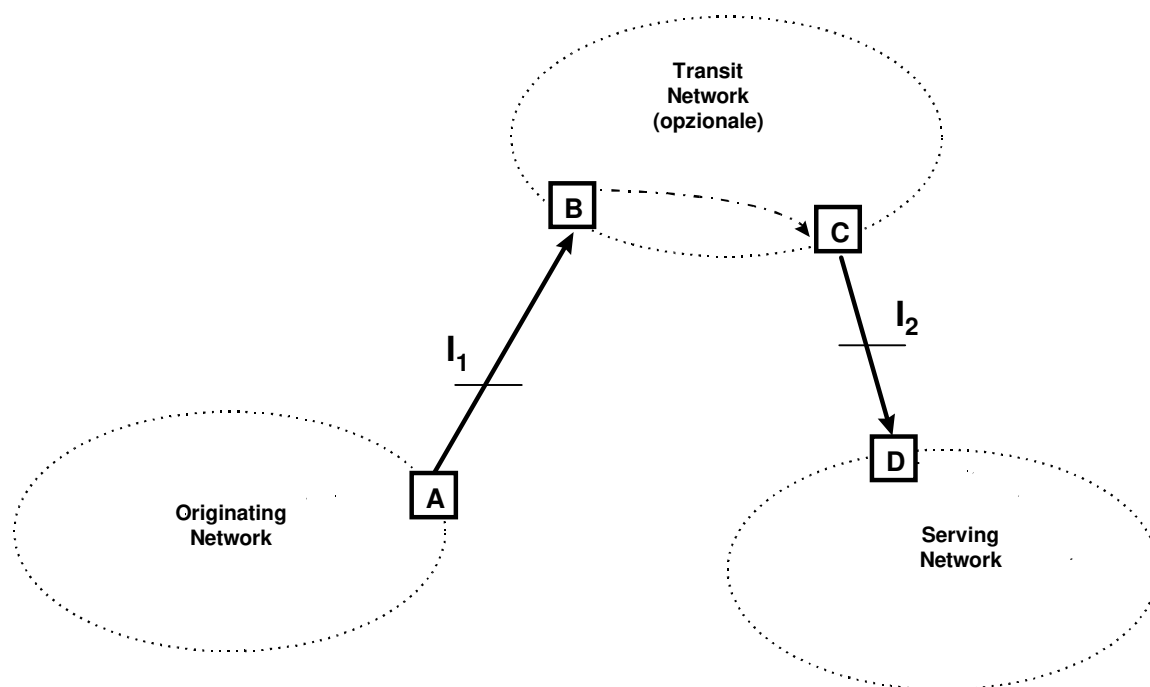 Transit
Network
(opzionale)
B
C
I2
I1
D
A
Originating
Network
Serving
Network